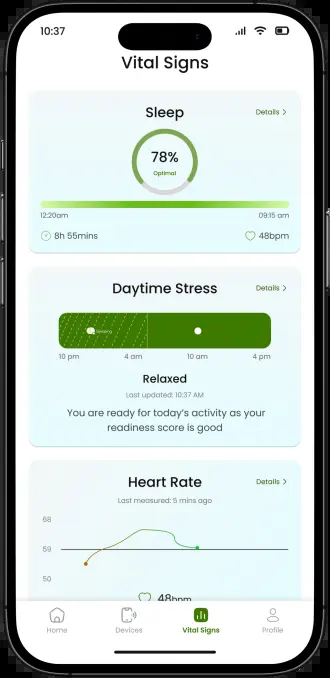 10:37
Vital Signs
Sleep
Details >
78%
Optimal
12:20am 09:15 am
8h 55mins 48bpm
Daytime Stress
Details >
10 pm 4 am 10 am 4 pm
Relaxed
Last updated: 10:37 AM
You are ready for today's activity as your
readiness score is good
Heart Rate
Details >
Last measured: 5 mins ago
68
59
50
48bpm
Home Devices Vital Signs Profile